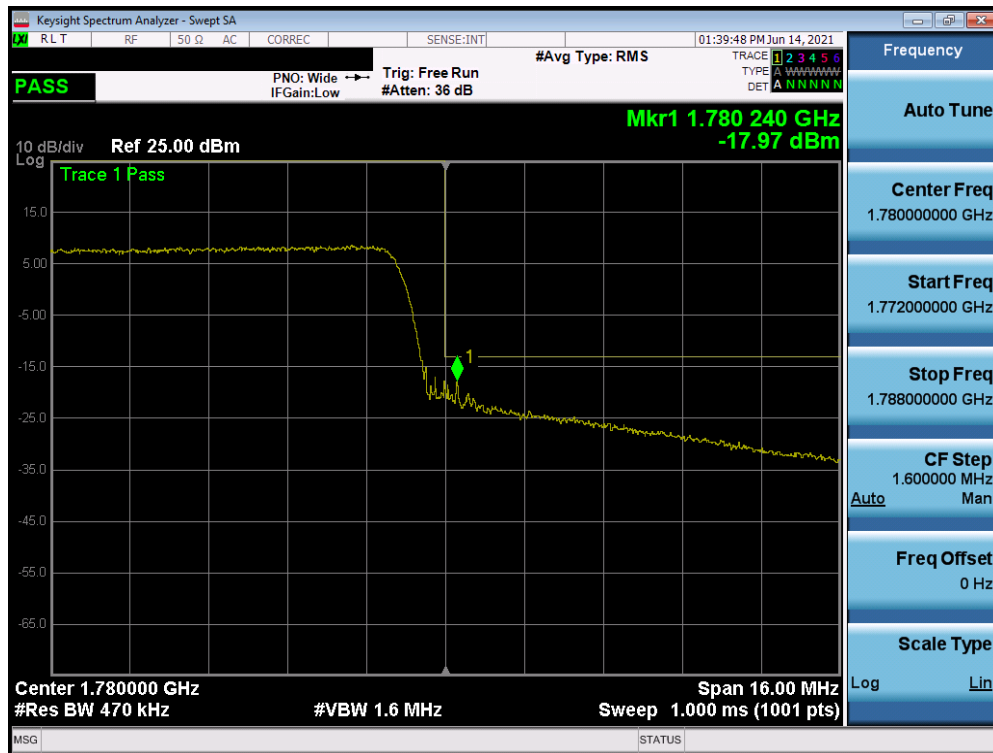 Keysight Spectrum Analyzer - Swept SA
LXI RLT RF 50 Ω AC CORREC SENSE:INT 01:39:48 PM Jun 14, 2021
PASS
PNO: Wide
IFGain:Low
Trig: Free Run
#Atten: 36 dB
#Avg Type: RMS
TRACE 1 2 3 4 5 6
TYPE A WWWWW
DET A N N N N N
Mkr1 1.780 240 GHz
-17.97 dBm
10 dB/div Ref 25.00 dBm
Log
Trace 1 Pass
15.0
5.00
-5.00
-15.0
1
-25.0
-35.0
-45.0
-55.0
-65.0
Center 1.780000 GHz Span 16.00 MHz
#Res BW 470 kHz #VBW 1.6 MHz Sweep 1.000 ms (1001 pts)
MSG STATUS
Frequency
Auto Tune
Center Freq
1.780000000 GHz
Start Freq
1.772000000 GHz
Stop Freq
1.788000000 GHz
CF Step
1.600000 MHz
Auto Man
Freq Offset
0 Hz
Scale Type
Log Lin